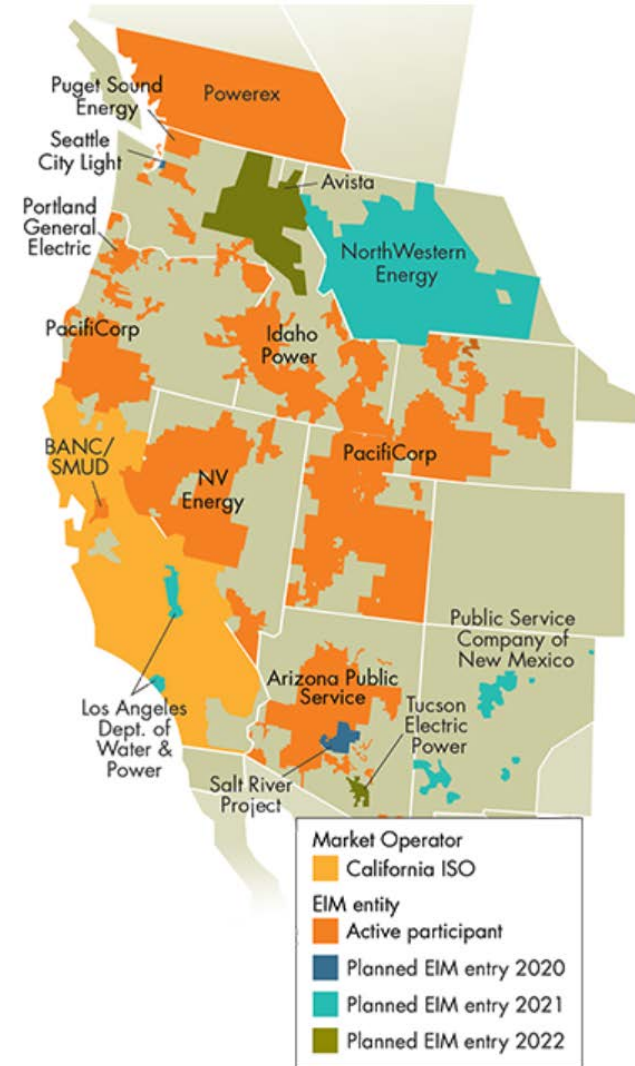 Puget Sound
Energy
Powerex
Seattle
City Light
Avista
Portland
General
Electric
NorthWestern
Energy
PacifiCorp
Idaho
Power
BANC/
SMUD
NV
Energy
PacifiCorp
Public Service
Company of
New Mexico
Arizona Public
Service
Los Angeles
Dept. of
Water &
Power
Tucson
Electric
Power
Salt River
Project
Market Operator
California ISO
EIM entity
Active participant
Planned EIM entry 2020
Planned EIM entry 2021
Planned EIM entry 2022